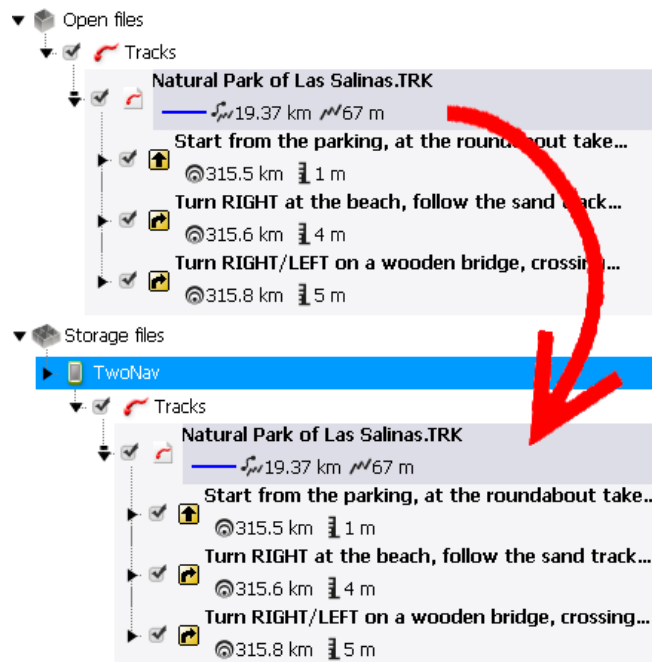 Open files
Tracks
Natural Park of Las Salinas.TRK
19.37 km 67 m
Start from the parking, at the roundabout take...
315.5 km 1 m
Turn RIGHT at the beach, follow the sand track...
315.6 km 4 m
Turn RIGHT/LEFT on a wooden bridge, crossing...
315.8 km 5 m
Storage files
TwoNav
Tracks
Natural Park of Las Salinas.TRK
19.37 km 67 m
Start from the parking, at the roundabout take..
315.5 km 1 m
Turn RIGHT at the beach, follow the sand track...
315.6 km 4 m
Turn RIGHT/LEFT on a wooden bridge, crossing...
315.8 km 5 m